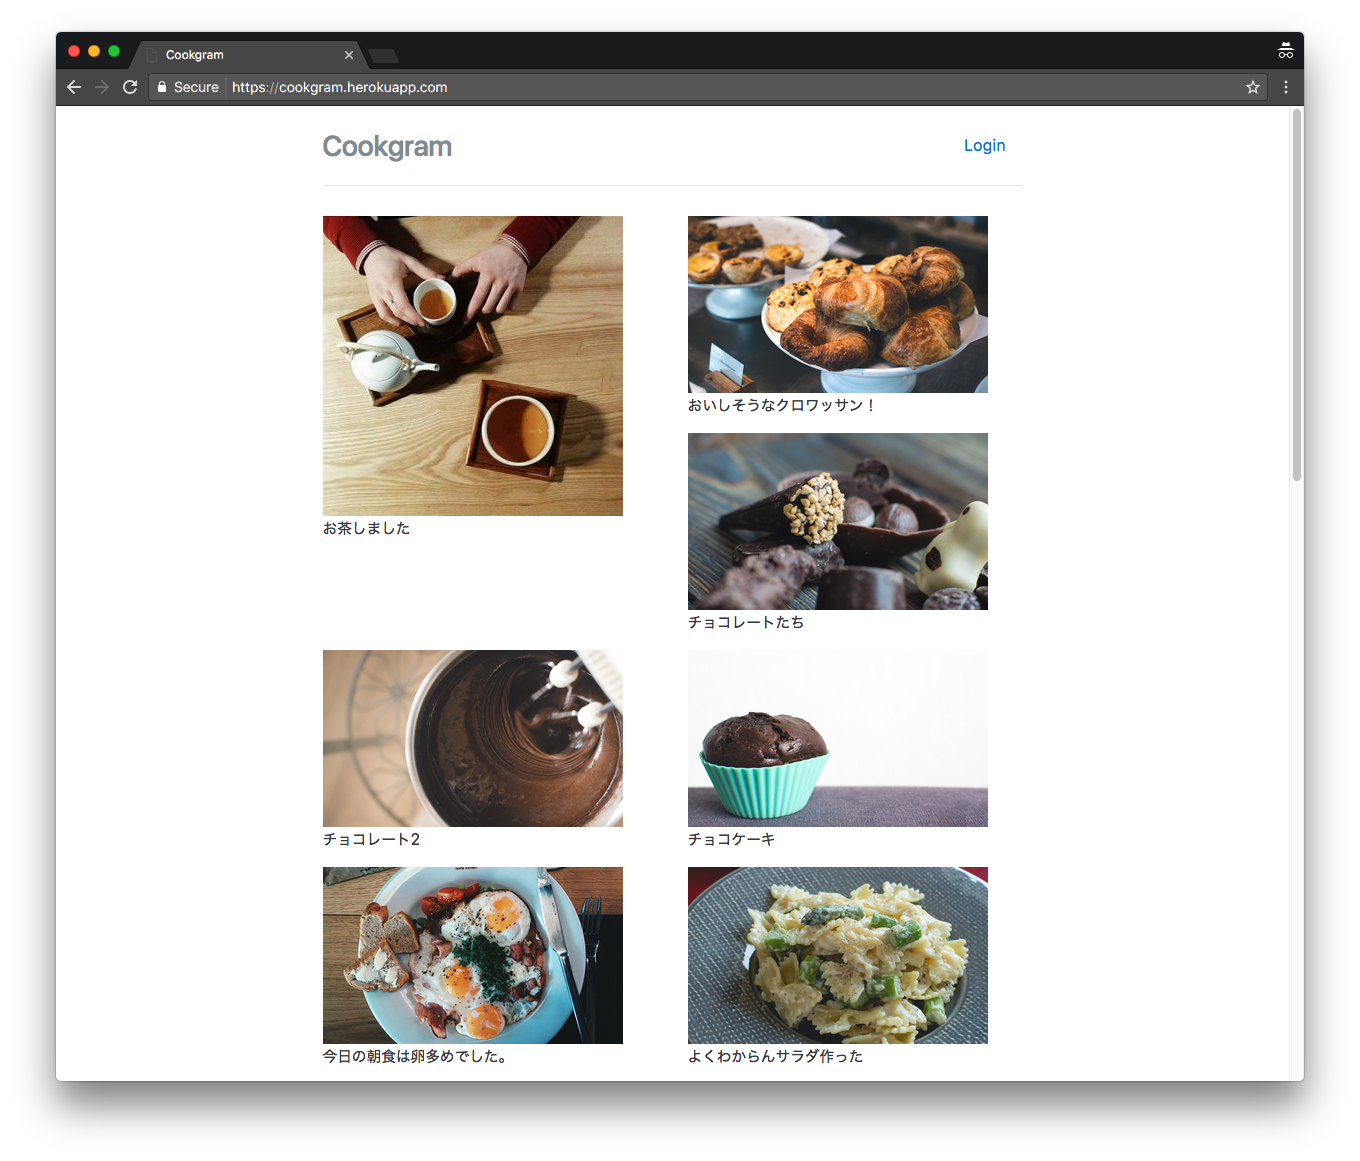 Cookgram
Secure
https://cookgram.herokuapp.com
Cookgram
Login
お茶しました
おいしそうなクロワッサン！
チョコレートたち
チョコレート2
チョコケーキ
今日の朝食は卵多めでした。
よくわからんサラダ作った